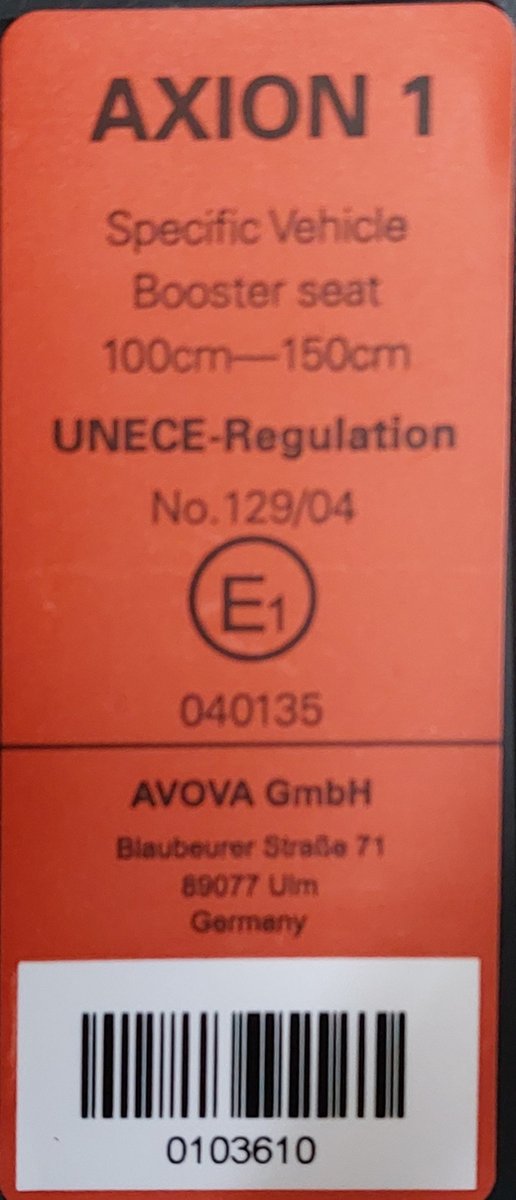 AXION 1
Specific Vehicle
Booster seat
100cm—150cm
UNECE-Regulation
No.129/04
E1
040135
AVOVA GmbH
Blaubeurer Straße 71
89077 Ulm
Germany
0103610